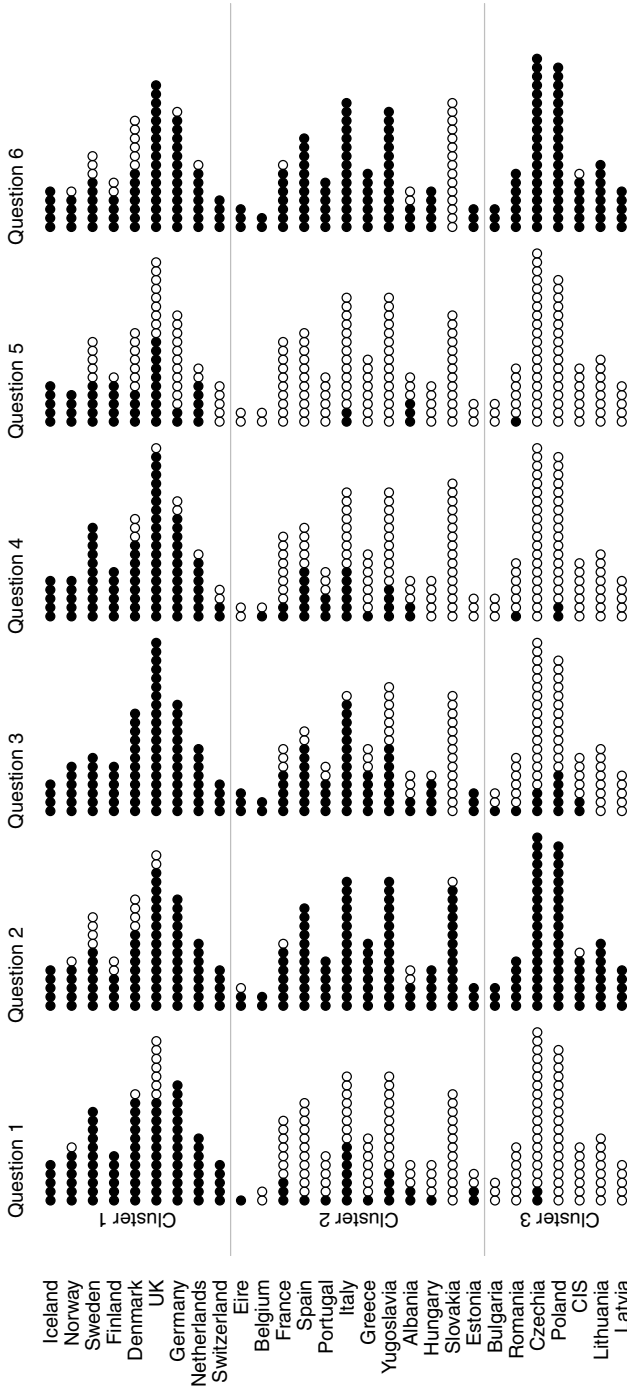 Question 1
Question 2
Question 3
Question 4
Question 5
Question 6
Cluster 1
Iceland
Norway
Sweden
Finland
Denmark
UK
Germany
Netherlands
Switzerland
Cluster 2
Eire
Belgium
France
Spain
Portugal
Italy
Greece
Yugoslavia
Albania
Hungary
Slovakia
Estonia
Cluster 3
Bulgaria
Romania
Czechia
Poland
CIS
Lithuania
Latvia